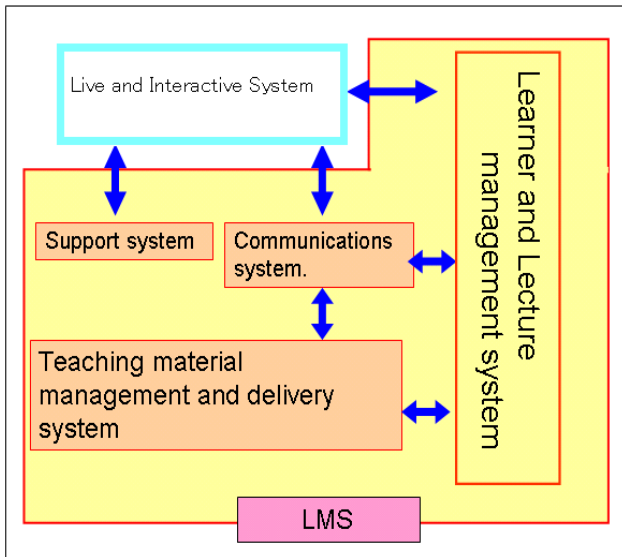 Live and Interactive System
Support system
Communications
system.
Learner and Lecture
management system
Teaching material
management and delivery
system
LMS